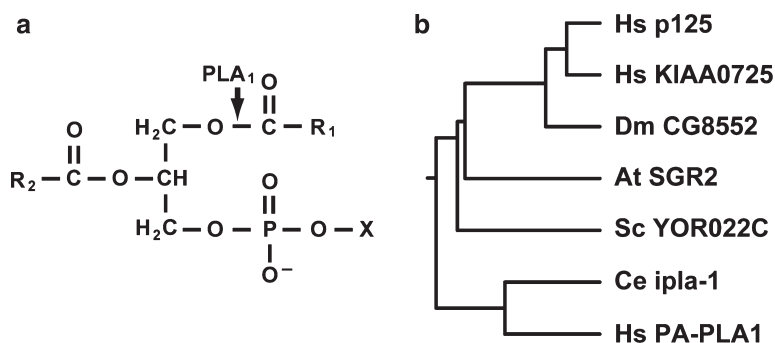 a
PLA₁
O
O
H₂C – O – C – R₁
R₂ – C – O – CH
O
H₂C – O – P – O – X
O⁻
b
Hs p125
Hs KIAA0725
Dm CG8552
At SGR2
Sc YOR022C
Ce ipla-1
Hs PA-PLA1